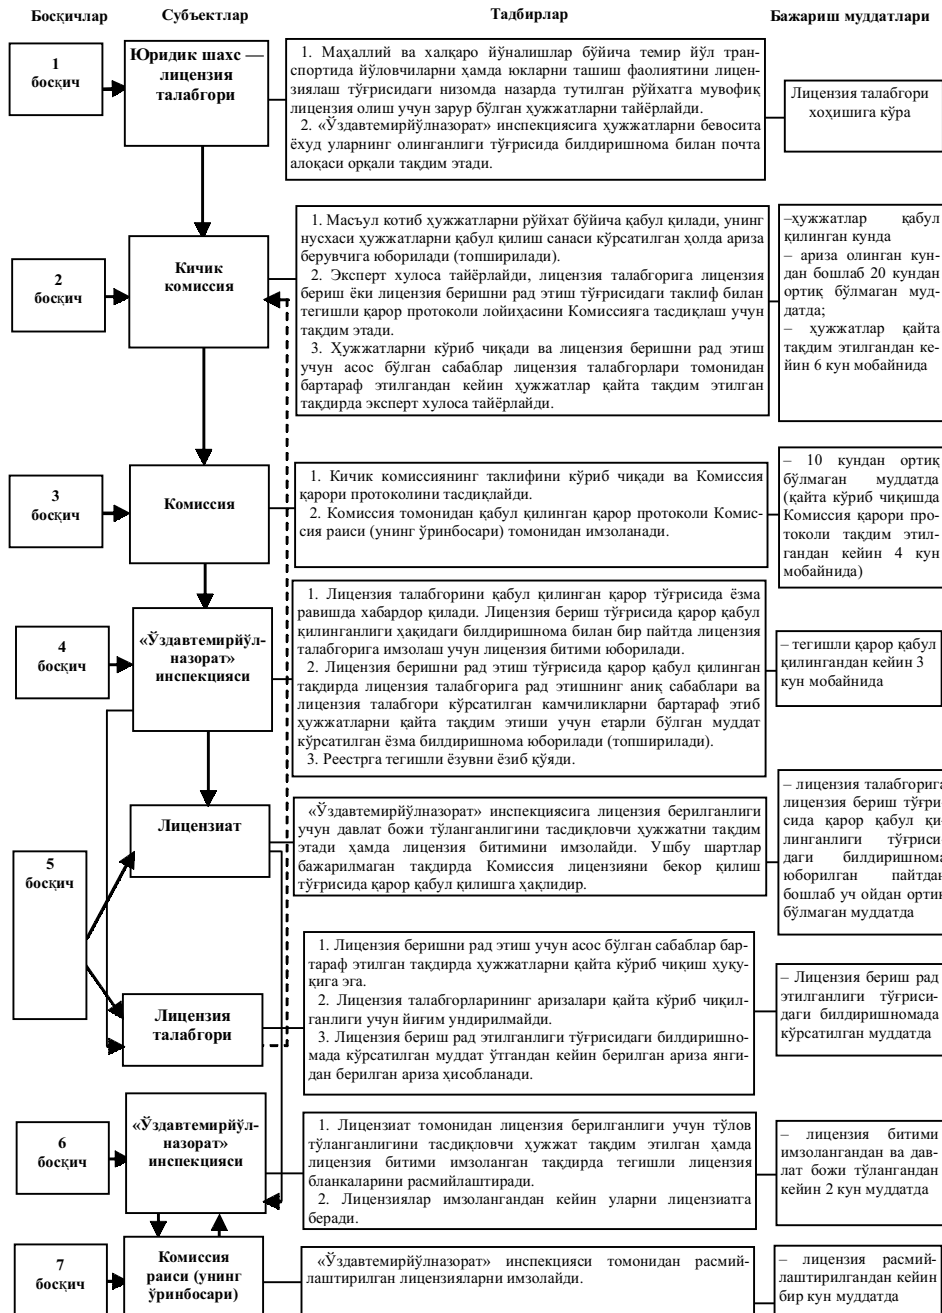 Босқичлар Субъектлар Тадбирлар Бажариш муддатлари
1
босқич
Юридик шахс —
лицензия
талабгори
1. Маҳаллий ва халқаро йўналишлар бўйича темир йўл тран-
спортида йўловчиларни ҳамда юкларни ташиш фаолиятини лицен-
зиялаш тўғрисидаги низомда назарда тутилган рўйхатга мувофиқ
лицензия олиш учун зарур бўлган ҳужжатларни тайёрлайди.
2. «Ўздавтемирйўлназорат» инспекциясига ҳужжатларни бевосита
ёхуд уларнинг олинганлиги тўғрисида билдиришнома билан почта
алоқаси орқали тақдим этади.
Лицензия талабгори
хоҳишига кўра
2
босқич
Кичик
комиссия
1. Масъул котиб ҳужжатларни рўйхат бўйича қабул қилади, унинг
нусхаси ҳужжатларни қабул қилиш санаси кўрсатилган ҳолда ариза
берувчига юборилади (топширилади).
2. Эксперт хулоса тайёрлайди, лицензия талабгорига лицензия
бериш ёки лицензия беришни рад этиш тўғрисидаги таклиф билан
тегишли қарор протоколи лойиҳасини Комиссияга тасдиқлаш учун
тақдим этади.
3. Ҳужжатларни кўриб чиқади ва лицензия беришни рад этиш
учун асос бўлган сабаблар лицензия талабгорлари томонидан
бартараф этилгандан кейин ҳужжатлар қайта тақдим этилган
тақдирда эксперт хулоса тайёрлайди.
–ҳужжатлар қабул
қилинган кунда
– ариза олинган кун-
дан бошлаб 20 кундан
ортиқ бўлмаган муд-
датда;
– ҳужжатлар қайта
тақдим этилгандан ке-
йин 6 кун мобайнида
3
босқич
Комиссия
1. Кичик комиссиянинг таклифини кўриб чиқади ва Комиссия
қарори протоколини тасдиқлайди.
2. Комиссия томонидан қабул қилинган қарор протоколи Комис-
сия раиси (унинг ўринбосари) томонидан имзоланади.
– 10 кундан ортиқ
бўлмаган муддатда
(қайта кўриб чиқишда
Комиссия қарори про-
токоли тақдим этил-
гандан кейин 4 кун
мобайнида)
4
босқич
«Ўздавтемирйўл-
назорат»
инспекцияси
1. Лицензия талабгорини қабул қилинган қарор тўғрисида ёзма
равишда хабардор қилади. Лицензия бериш тўғрисида қарор қабул
қилинганлиги ҳақидаги билдиришнома билан бир пайтда лицензия
талабгорига имзолаш учун лицензия битими юборилади.
2. Лицензия беришни рад этиш тўғрисида қарор қабул қилинган
тақдирда лицензия талабгорига рад этишнинг аниқ сабаблари ва
лицензия талабгори кўрсатилган камчиликларни бартараф этиб
ҳужжатларни қайта тақдим этиши учун етарли бўлган муддат
кўрсатилган ёзма билдиришнома юборилади (топширилади).
3. Реестрга тегишли ёзувни ёзиб қўяди.
– тегишли қарор қабул
қилингандан кейин 3
кун мобайнида
5
босқич
Лицензиат
«Ўздавтемирйўлназорат» инспекциясига лицензия берилганлиги
учун давлат божи тўланганлигини тасдиқловчи ҳужжатни тақдим
этади ҳамда лицензия битимини имзолайди. Ушбу шартлар
бажарилмаган тақдирда Комиссия лицензияни бекор қилиш
тўғрисида қарор қабул қилишга ҳақлидир.
– лицензия талабгорига
лицензия бериш тўғри-
сида қарор қабул қи-
линганлиги тўғриси-
даги билдиришнома
юборилган пайтдан
бошлаб уч ойдан ортиқ
бўлмаган муддатда
Лицензия
талабгори
1. Лицензия беришни рад этиш учун асос бўлган сабаблар бар-
тараф этилган тақдирда ҳужжатларни қайта кўриб чиқиш ҳуқу-
қига эга.
2. Лицензия талабгорларининг аризалари қайта кўриб чиқил-
ганлиги учун йиғим ундирилмайди.
3. Лицензия бериш рад этилганлиги тўғрисидаги билдиришно-
мада кўрсатилган муддат ўтгандан кейин берилган ариза янги-
дан берилган ариза ҳисобланади.
– Лицензия бериш рад
этилганлиги тўғриси-
даги билдиришномада
кўрсатилган муддатда
6
босқич
«Ўздавтемирйўл-
назорат»
инспекцияси
1. Лицензиат томонидан лицензия берилганлиги учун тўлов
тўланганлигини тасдиқловчи ҳужжат тақдим этилган ҳамда
лицензия битими имзоланган тақдирда тегишли лицензия
бланкаларини расмийлаштиради.
2. Лицензиялар имзолангандан кейин уларни лицензиатга
беради.
– лицензия битими
имзолангандан ва дав-
лат божи тўлангандан
кейин 2 кун муддатда
7
босқич
Комиссия
раиси (унинг
ўринбосари)
«Ўздавтемирйўлназорат» инспекцияси томонидан расмий-
лаштирилган лицензияларни имзолайди.
– лицензия расмий-
лаштирилгандан кейин
бир кун муддатда